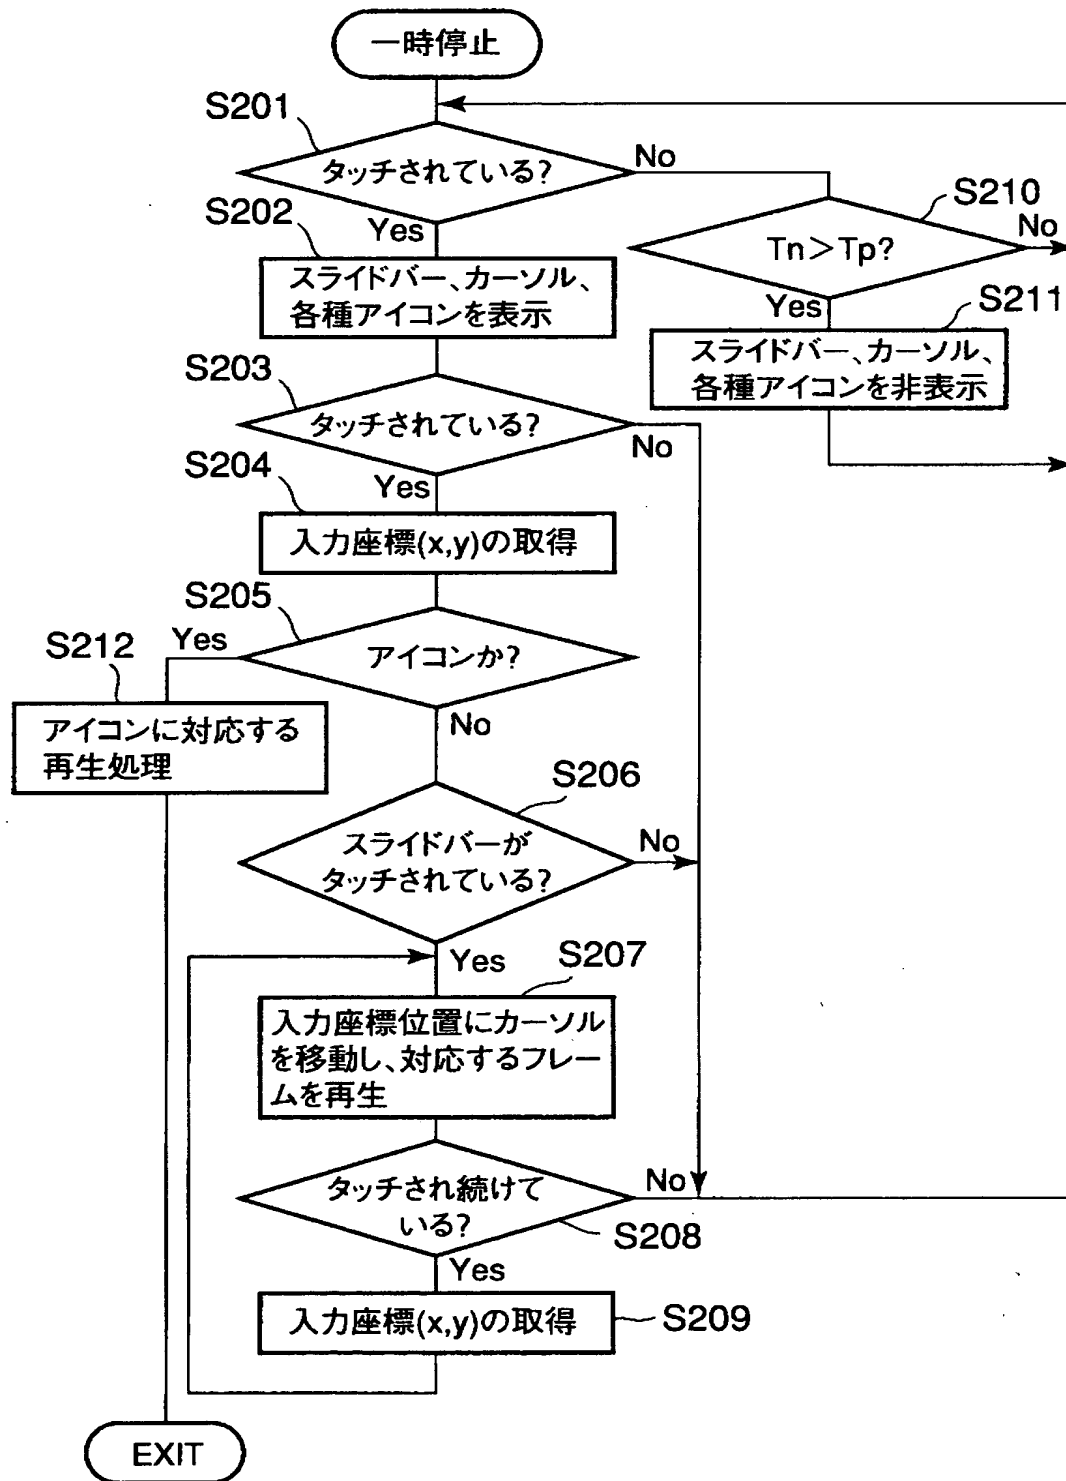 一時停止
S201
タッチされている?
No
S210
S202
Yes
Tn>Tp?
No
スライドバー、カーソル、
各種アイコンを表示
Yes
S211
スライドバー、カーソル、
各種アイコンを非表示
S203
タッチされている?
No
S204
Yes
入力座標(x,y)の取得
S205
S212
Yes
アイコンか?
No
アイコンに対応する
再生処理
S206
スライドバーが
タッチされている?
No
Yes
S207
入力座標位置にカーソル
を移動し、対応するフレー
ムを再生
タッチされ続けて
いる?
No
S208
Yes
入力座標(x,y)の取得
S209
EXIT